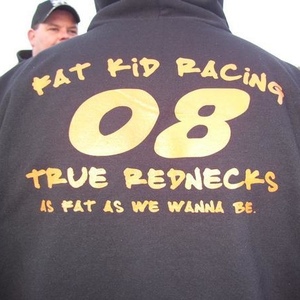 FAT KID RACING
08
TRUE REDNECKS
AS FAT AS WE WANNA BE.